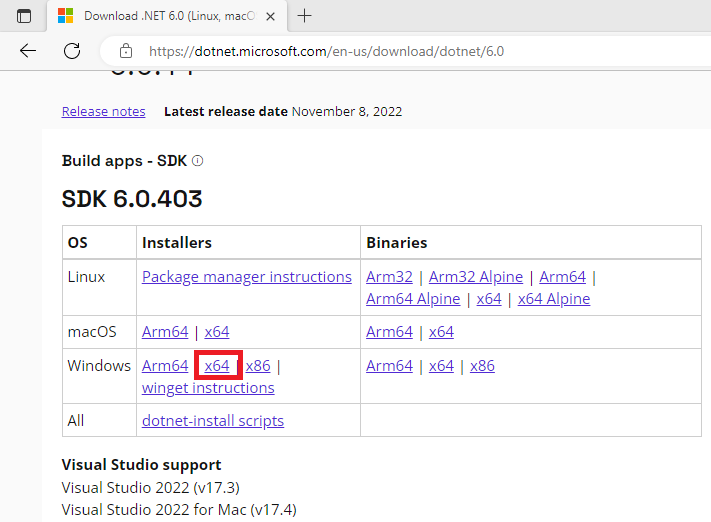 Download .NET 6.0 (Linux, macO
https://dotnet.microsoft.com/en-us/download/dotnet/6.0
Release notes Latest release date November 8, 2022
Build apps - SDK
SDK 6.0.403
OS Installers Binaries
Linux Package manager instructions Arm32 | Arm32 Alpine | Arm64 |
Arm64 Alpine | x64 | x64 Alpine
macOS Arm64 | x64 Arm64 | x64
Windows Arm64 x64 | x86 | Arm64 | x64 | x86
winget instructions
All dotnet-install scripts
Visual Studio support
Visual Studio 2022 (v17.3)
Visual Studio 2022 for Mac (v17.4)